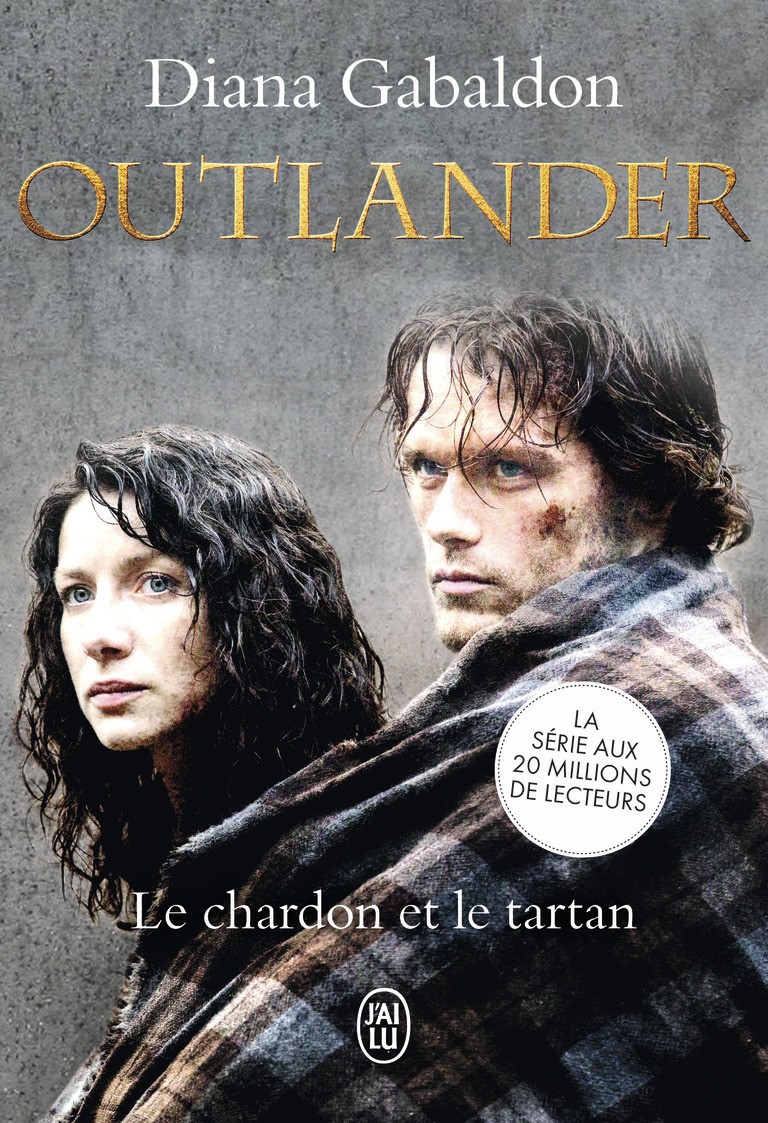 Diana Gabaldon
OUTLANDER
LA
SÉRIE AUX
20 MILLIONS
DE LECTEURS
Le chardon et le tartan
J'AI
LU